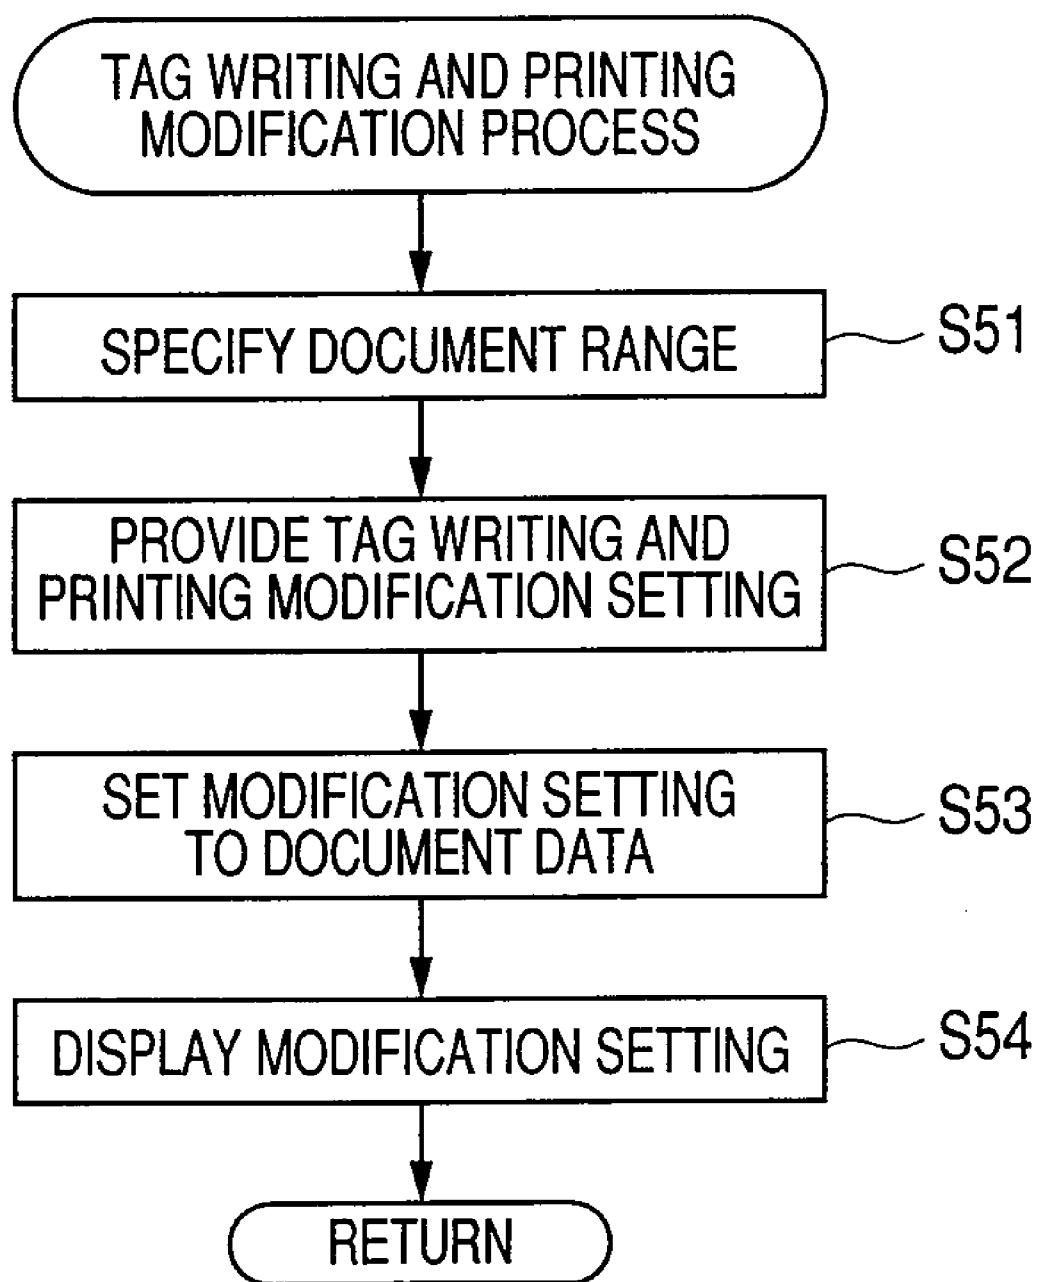 TAG WRITING AND PRINTING
MODIFICATION PROCESS
SPECIFY DOCUMENT RANGE
S51
PROVIDE TAG WRITING AND
PRINTING MODIFICATION SETTING
S52
SET MODIFICATION SETTING
TO DOCUMENT DATA
S53
DISPLAY MODIFICATION SETTING
S54
RETURN